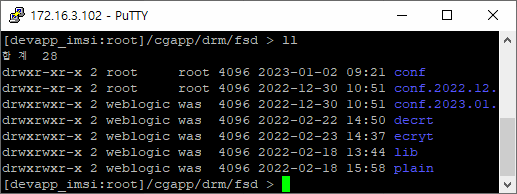 172.16.3.102 - PuTTY
[devapp_imsi:root]/cgapp/drm/fsd > ll
합계 28
drwxr-xr-x 2 root root 4096 2023-01-02 09:21 conf
drwxr-xr-x 2 root root 4096 2022-12-30 10:51 conf.2022.12.
drwxrwxr-x 2 weblogic was 4096 2022-12-30 10:51 conf.2023.01.
drwxrwxr-x 2 weblogic was 4096 2022-02-22 14:50 decrt
drwxrwxr-x 2 weblogic was 4096 2022-02-23 14:37 ecryt
drwxrwxr-x 2 weblogic was 4096 2022-02-18 13:44 lib
drwxrwxr-x 2 weblogic was 4096 2022-02-18 15:58 plain
[devapp_imsi:root]/cgapp/drm/fsd >